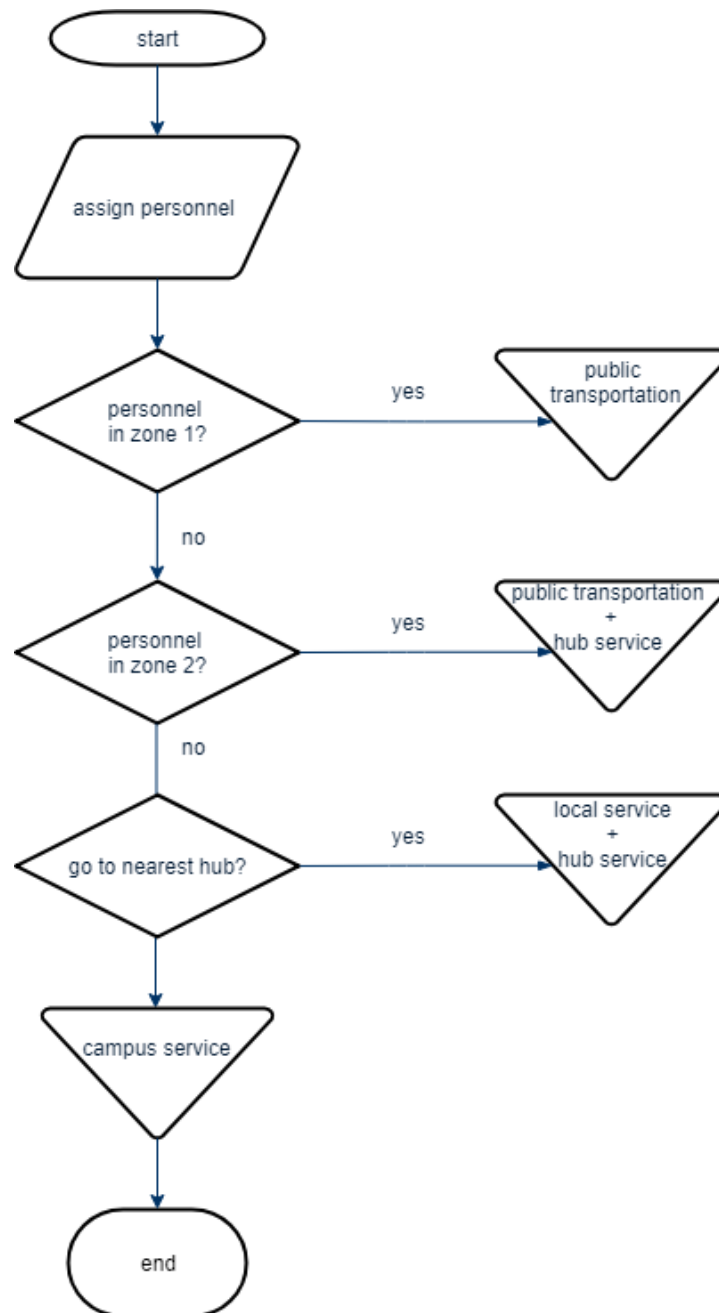 start
assign personnel
personnel
in zone 1?
yes
public
transportation
no
personnel
in zone 2?
yes
public transportation
+
hub service
no
go to nearest hub?
yes
local service
+
hub service
campus service
end